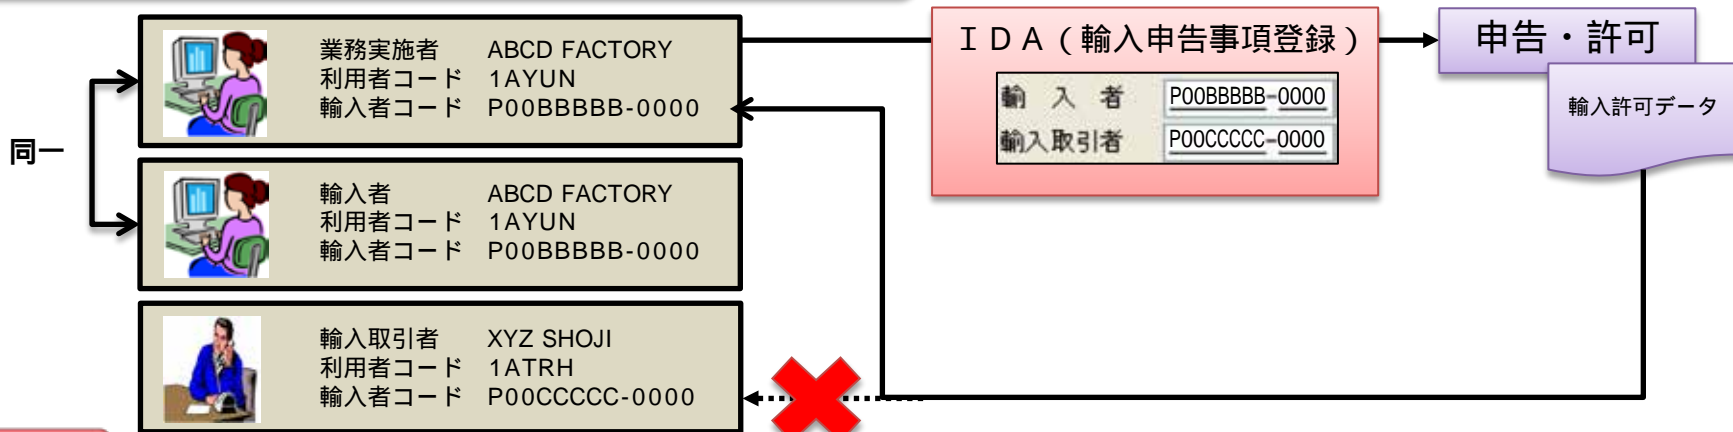 業務実施者 ABCD FACTORY
利用者コード 1AYUN
輸入者コード P00BBBBB-0000
同一
輸入者 ABCD FACTORY
利用者コード 1AYUN
輸入者コード P00BBBBB-0000
輸入取引者 XYZ SHOJI
利用者コード 1ATRH
輸入者コード P00CCCCC-0000
ＩＤＡ（輸入申告事項登録）
輸入者 P00BBBBB-0000
輸入取引者 P00CCCCC-0000
申告・許可
輸入許可データ